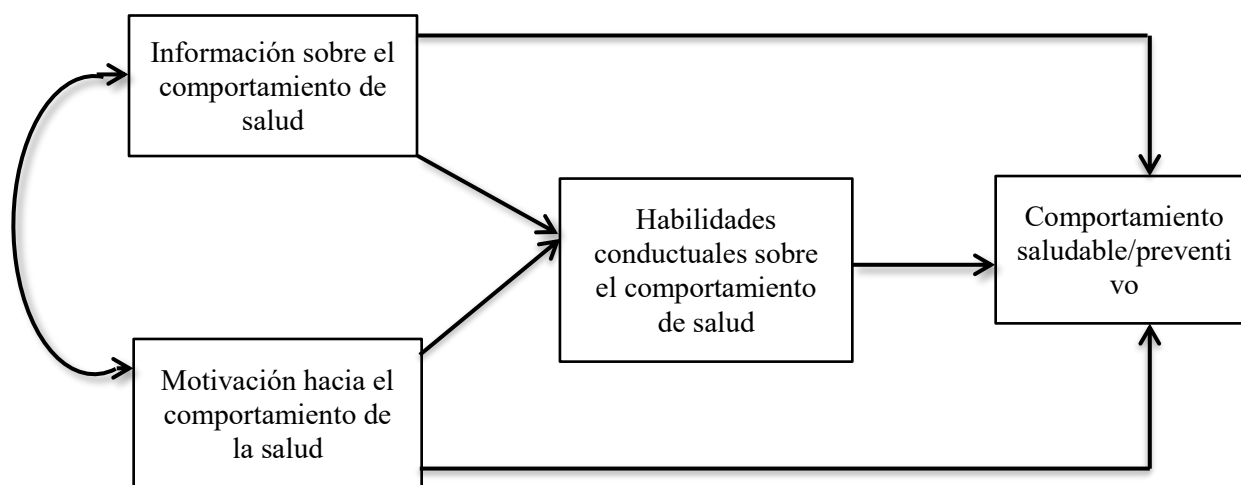 Información sobre el
comportamiento de
salud
Habilidades
conductuales sobre
el comportamiento
de salud
Comportamiento
saludable/preventi
vo
Motivación hacia el
comportamiento de
la salud